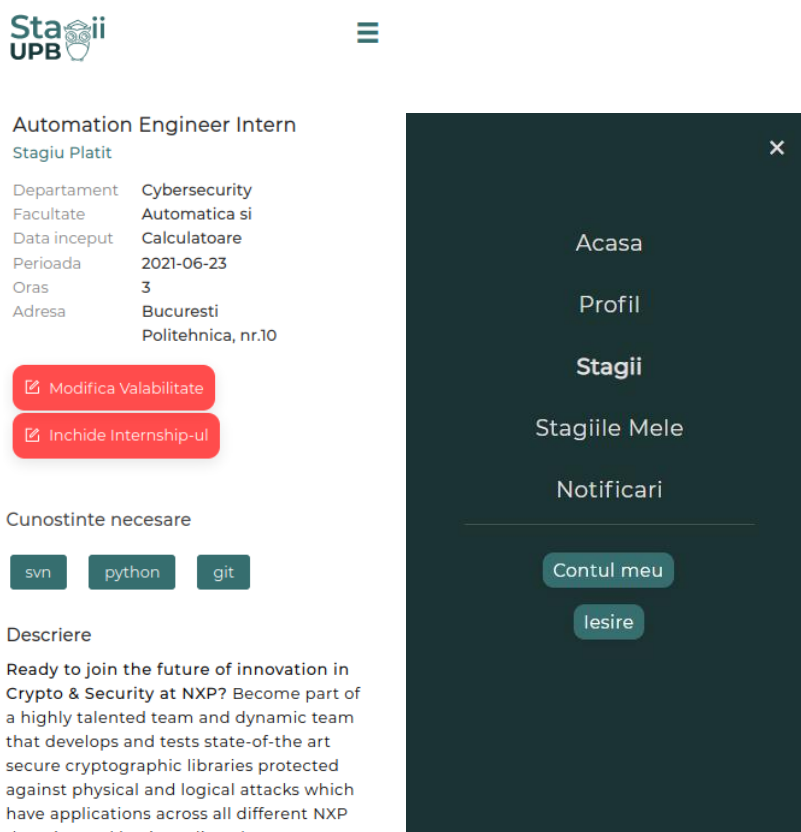 Stagii
UPB
Automation Engineer Intern
Stagiu Platit
Departament Cybersecurity
Facultate Automatica si
Data inceput Calculatoare
Perioada 2021-06-23
Oras 3
Adresa Bucuresti
Politehnica, nr.10
Modifica Valabilitate
Inchide Internship-ul
Cunostinte necesare
svn python git
Descriere
Ready to join the future of innovation in
Crypto & Security at NXP? Become part of
a highly talented team and dynamic team
that develops and tests state-of-the art
secure cryptographic libraries protected
against physical and logical attacks which
have applications across all different NXP
×
Acasa
Profil
Stagii
Stagiile Mele
Notificari
Contul meu
Iesire